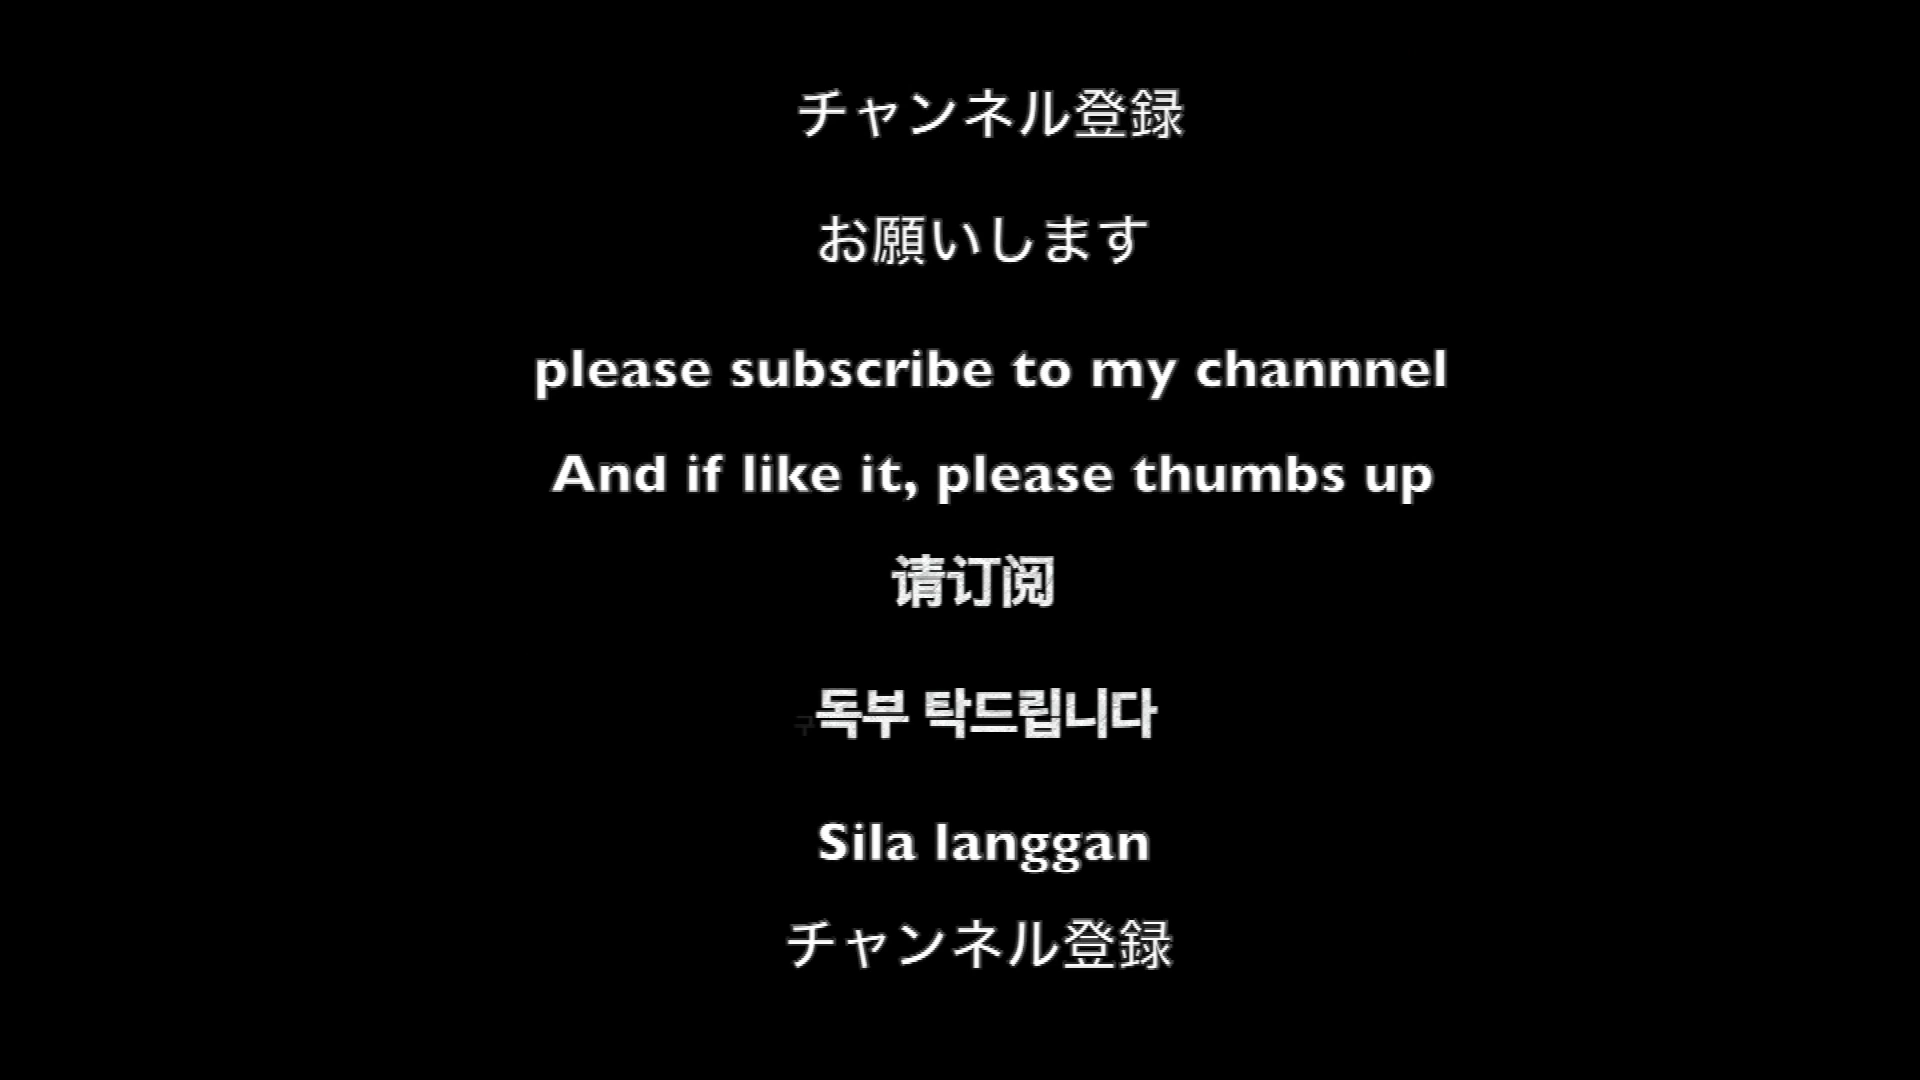 チャンネル登録
お願いします
please subscribe to my channnel
And if like it, please thumbs up
请订阅
구독부 탁드립니다
Sila langgan
チャンネル登録